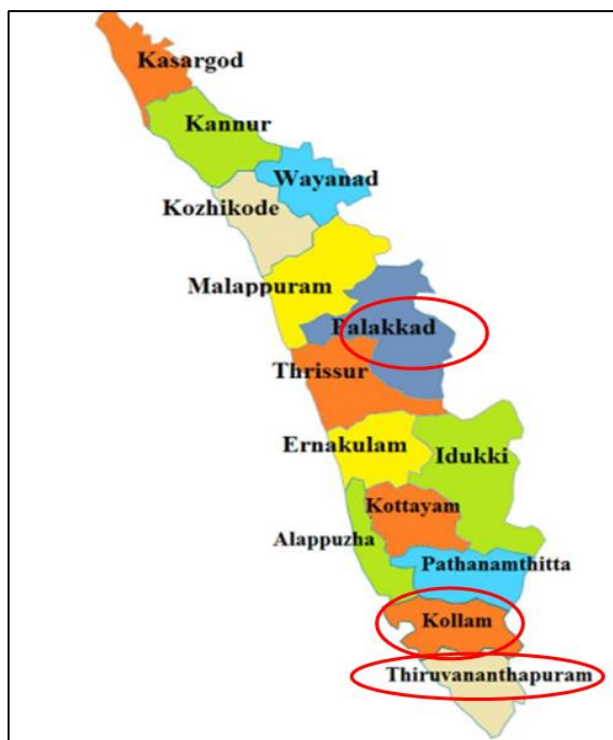 Kasargod
Kannur
Wayanad
Kozhikode
Malappuram
Palakkad
Thrissur
Ernakulam
Idukki
Kottayam
Alappuzha
Pathanamthitta
Kollam
Thiruvananthapuram